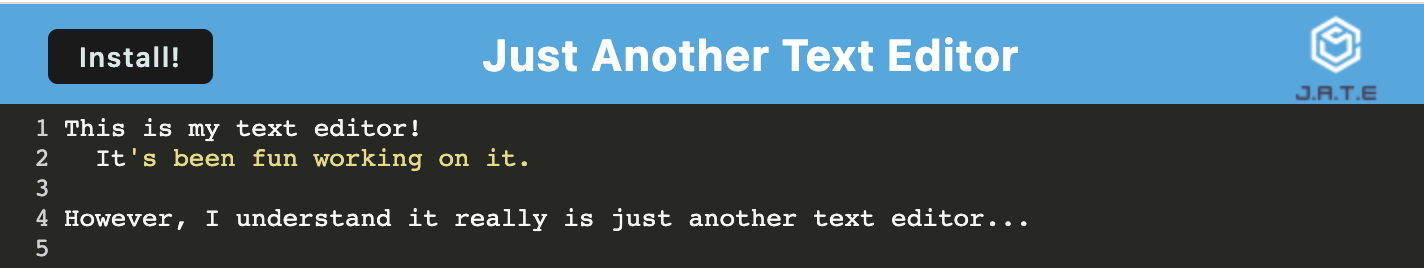 Install!
Just Another Text Editor
J.A.T.E
1 This is my text editor!
2   It's been fun working on it.
3
4 However, I understand it really is just another text editor...
5